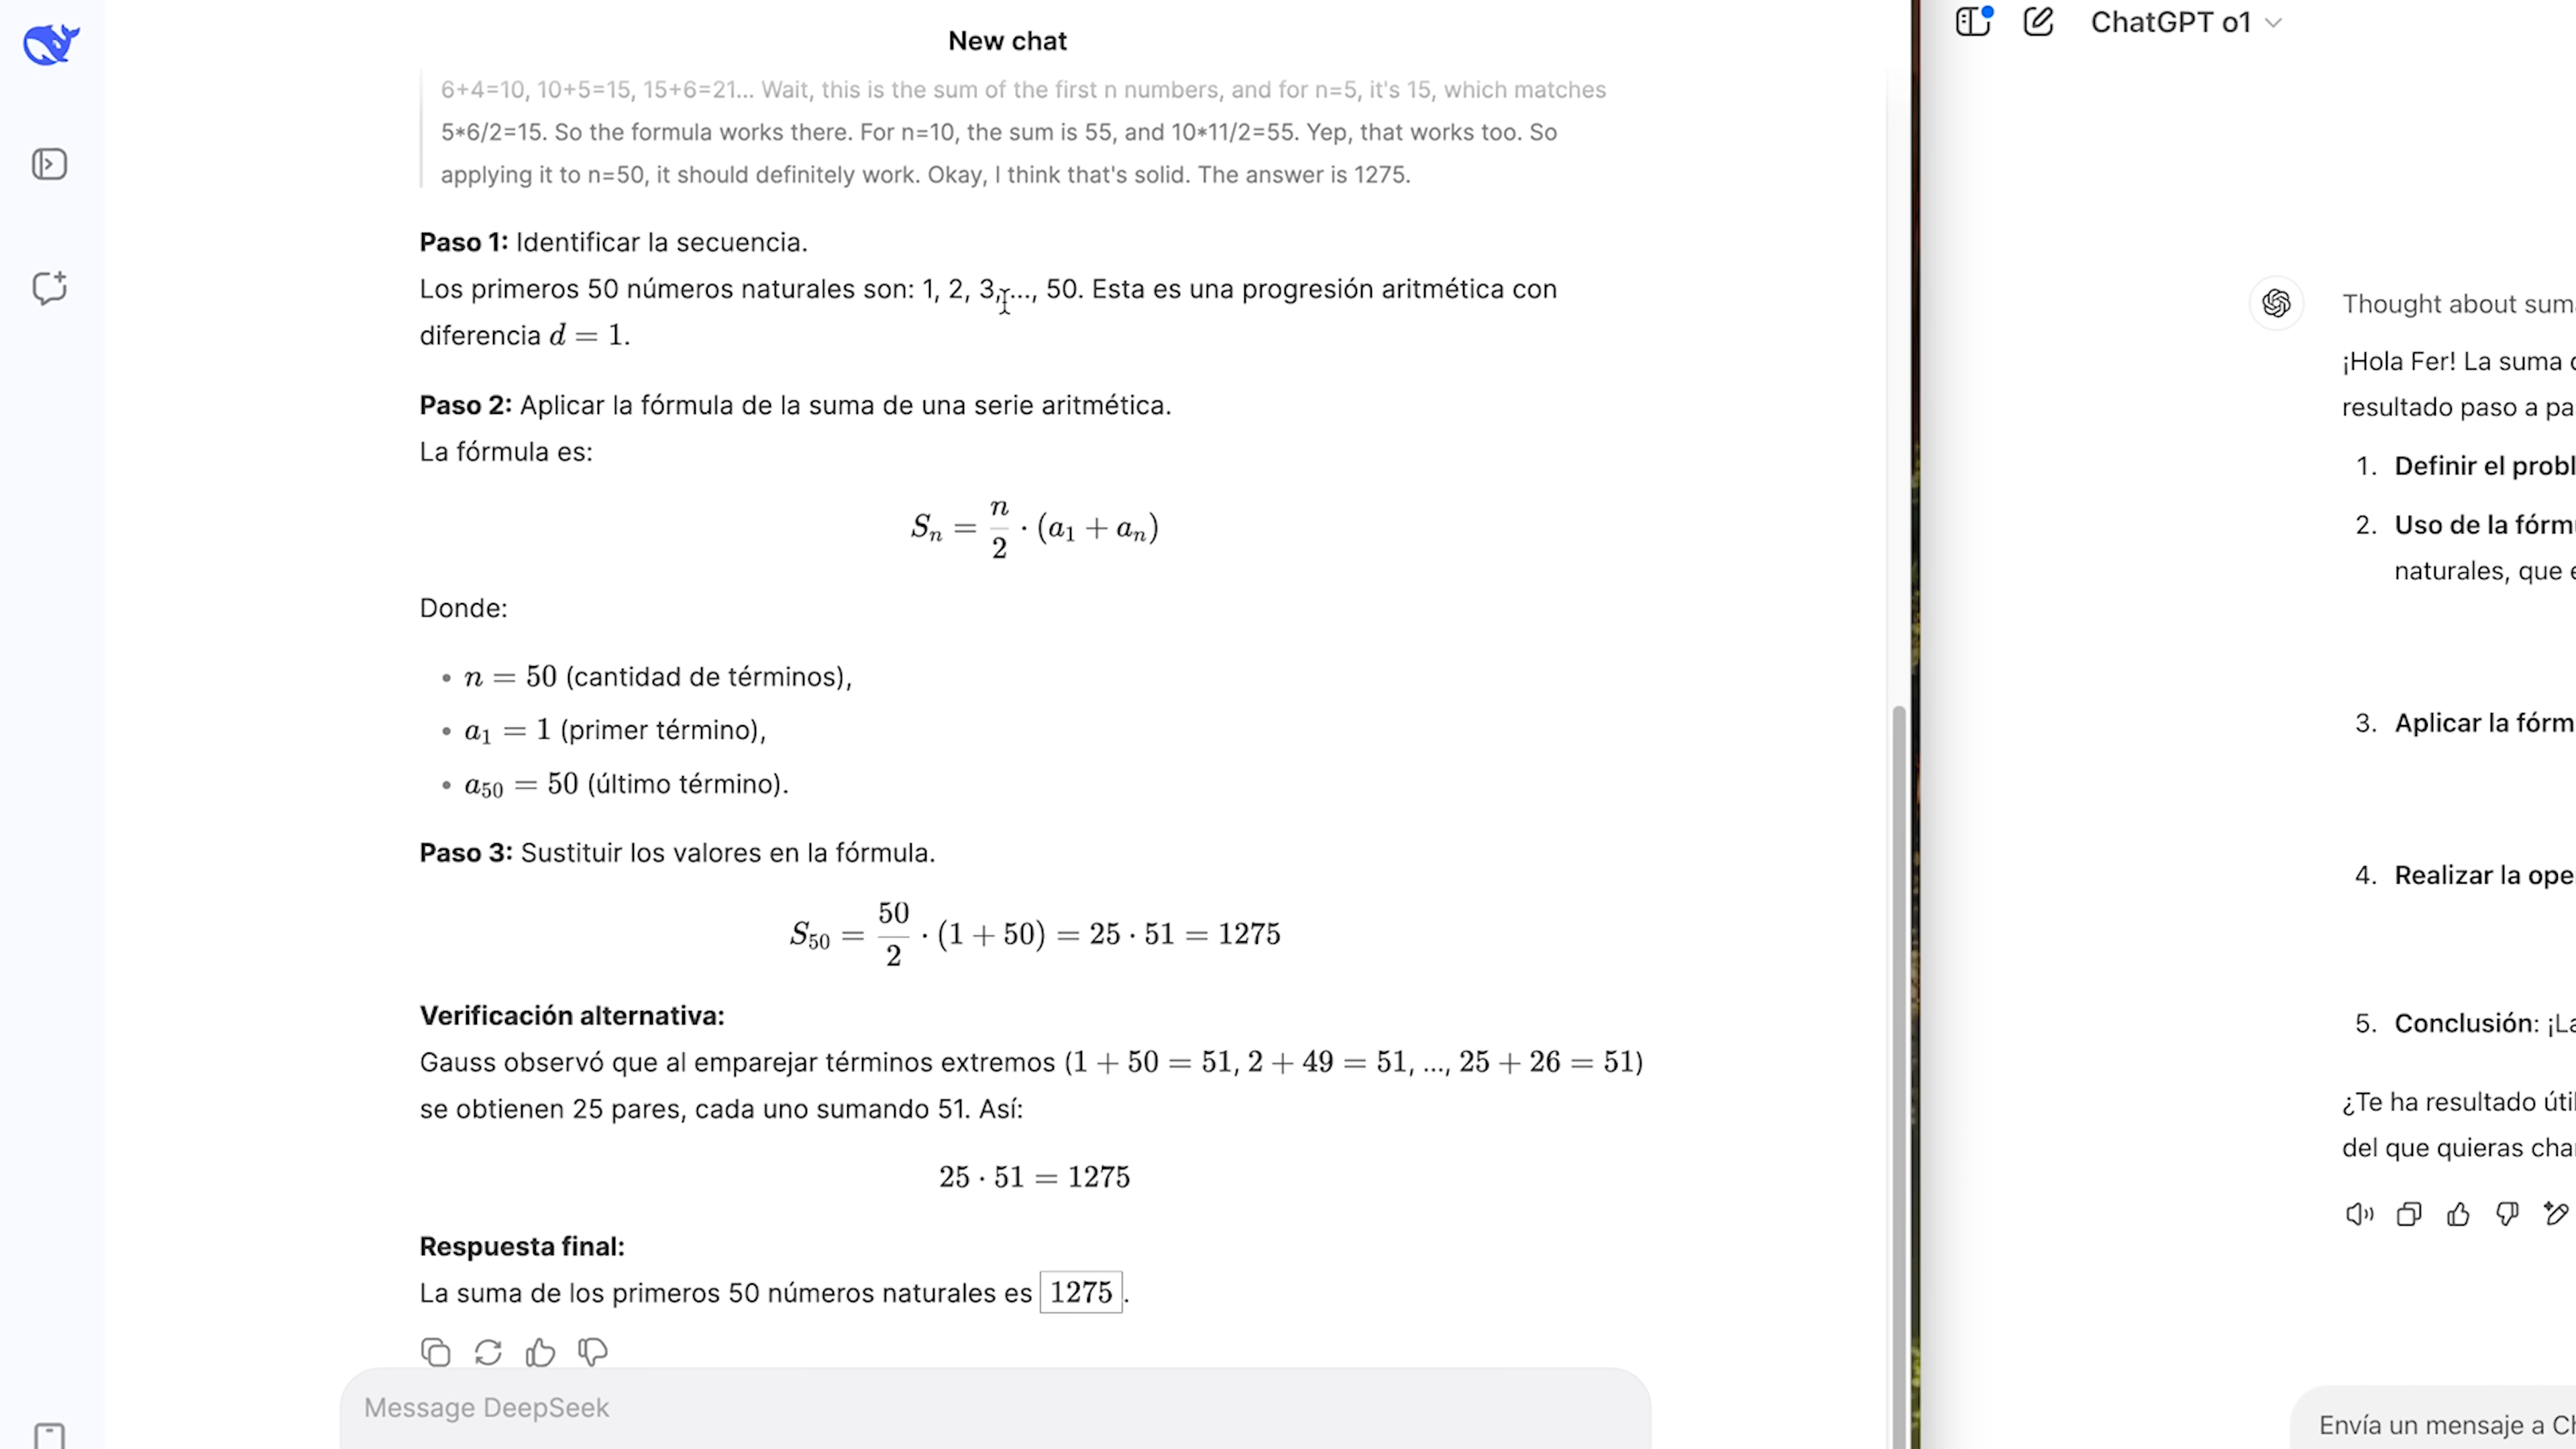 New chat
6+4=10, 10+5=15, 15+6=21... Wait, this is the sum of the first n numbers, and for n=5, it's 15, which matches
5*6/2=15. So the formula works there. For n=10, the sum is 55, and 10*11/2=55. Yep, that works too. So
applying it to n=50, it should definitely work. Okay, I think that's solid. The answer is 1275.
Paso 1: Identificar la secuencia.
Los primeros 50 números naturales son: 1, 2, 3, ..., 50. Esta es una progresión aritmética con
diferencia d = 1.
Paso 2: Aplicar la fórmula de la suma de una serie aritmética.
La fórmula es:
Sₙ = n/2 · (a₁ + aₙ)
Donde:
• n = 50 (cantidad de términos),
• a₁ = 1 (primer término),
• a₅₀ = 50 (último término).
Paso 3: Sustituir los valores en la fórmula.
S₅₀ = 50/2 · (1 + 50) = 25 · 51 = 1275
Verificación alternativa:
Gauss observó que al emparejar términos extremos (1 + 50 = 51, 2 + 49 = 51, ..., 25 + 26 = 51)
se obtienen 25 pares, cada uno sumando 51. Así:
25 · 51 = 1275
Respuesta final:
La suma de los primeros 50 números naturales es 1275.
Message DeepSeek
ChatGPT o1
Thought about sum
¡Hola Fer! La suma
resultado paso a pa
1. Definir el probl
2. Uso de la fórm
naturales, que
3. Aplicar la fórm
4. Realizar la ope
5. Conclusión: ¡La
¿Te ha resultado úti
del que quieras cha
Envía un mensaje a Ch